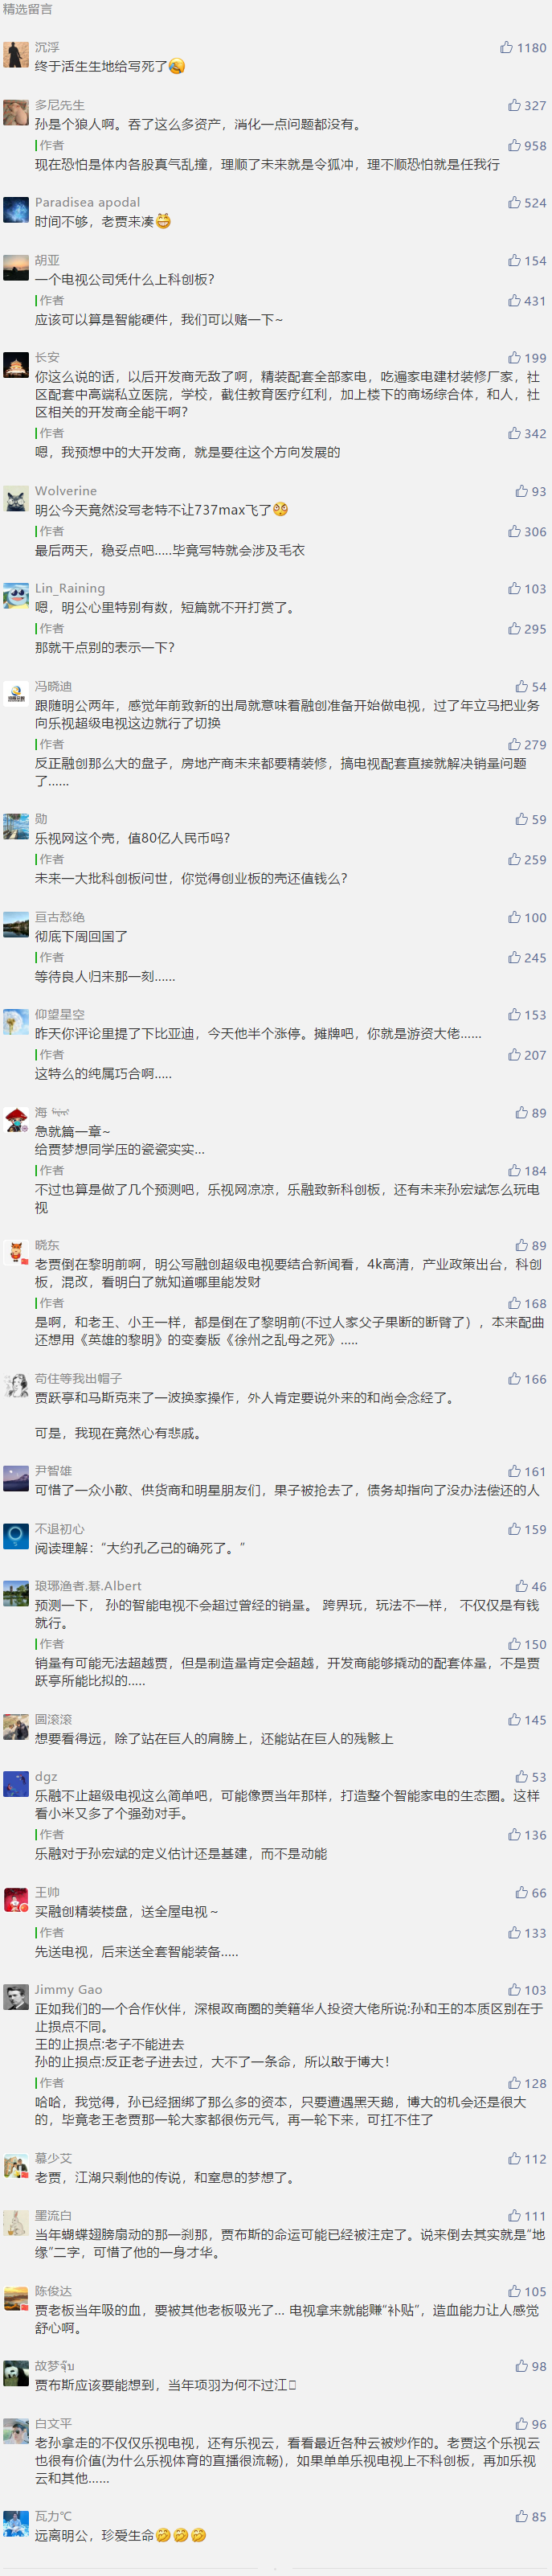 精选留言
沉浮 1180
终于活生生地给写死了
多尼先生 327
孙是个狼人啊。吞了这么多资产，消化一点问题都没有。
作者 958
现在恐怕是体内各股真气乱撞，理顺了未来就是令狐冲，理不顺恐怕就是任我行
Paradisea apodal 524
时间不够，老贾来凑
胡亚 154
一个电视公司凭什么上科创板？
作者 431
应该可以算是智能硬件，我们可以赌一下~
长安 199
你这么说的话，以后开发商无敌了啊，精装配套全部家电，吃遍家电建材装修厂家，社
区配套中高端私立医院，学校，截住教育医疗红利，加上楼下的商场综合体，和人，社
区相关的开发商全能干啊？
作者 342
嗯，我预想中的大开发商，就是要往这个方向发展的
Wolverine 93
明公今天竟然没写老特不让737max飞了
作者 306
最后两天，稳妥点吧.....毕竟写特就会涉及毛衣
Lin_Raining 103
嗯，明公心里特别有数，短篇就不开打赏了。
作者 295
那就干点别的表示一下？
冯晓迪 54
跟随明公两年，感觉年前致新的出局就意味着融创准备开始做电视，过了年立马把业务
向乐视超级电视这边就行了切换
作者 279
反正融创那么大的盘子，房地产商未来都要精装修，搞电视配套直接就解决销量问题
了......
勋 59
乐视网这个壳，值80亿人民币吗？
作者 259
未来一大批科创板问世，你觉得创业板的壳还值钱么？
亘古愁绝 100
彻底下周回国了
作者 245
等待良人归来那一刻......
仰望星空 153
昨天你评论里提了下比亚迪，今天他半个涨停。摊牌吧，你就是游资大佬......
作者 207
这特么的纯属巧合啊.....
海 89
急就篇一章~
给贾梦想同学压的瓷瓷实实...
作者 184
不过也算是做了几个预测吧，乐视网凉凉，乐融致新科创板，还有未来孙宏斌怎么玩电
视
晓东 89
老贾倒在黎明前啊，明公写融创超级电视要结合新闻看，4k高清，产业政策出台，科创
板，混改，看明白了就知道哪里能发财
作者 168
是啊，和老王、小王一样，都是倒在了黎明前(不过人家父子果断的断臂了），本来配曲
还想用《英雄的黎明》的变奏版《徐州之乱母之死》.....
苟住等我出帽子 166
贾跃亭和马斯克来了一波换家操作，外人肯定要说外来的和尚会念经了。
可是，我现在竟然心有悲戚。
尹智雄 161
可惜了一众小散、供货商和明星朋友们，果子被抢去了，债务却指向了没办法偿还的人
不退初心 159
阅读理解：“大约孔乙己的确死了。”
琅琊渔者.綦.Albert 46
预测一下， 孙的智能电视不会超过曾经的销量。 跨界玩，玩法不一样， 不仅仅是有钱
就行。
作者 150
销量有可能无法超越贾，但是制造量肯定会超越，开发商能够撬动的配套体量，不是贾
跃亭所能比拟的.....
圆滚滚 145
想要看得远，除了站在巨人的肩膀上，还能站在巨人的残骸上
dgz 53
乐融不止超级电视这么简单吧，可能像贾当年那样，打造整个智能家电的生态圈。这样
看小米又多了个强劲对手。
作者 136
乐融对于孙宏斌的定义估计还是基建，而不是动能
王帅 66
买融创精装楼盘，送全屋电视～
作者 133
先送电视，后来送全套智能装备.....
Jimmy Gao 103
正如我们的一个合作伙伴，深根政商圈的美籍华人投资大佬所说:孙和王的本质区别在于
止损点不同。
王的止损点:老子不能进去
孙的止损点:反正老子进去过，大不了一条命，所以敢于博大！
作者 128
哈哈，我觉得，孙已经捆绑了那么多的资本，只要遭遇黑天鹅，博大的机会还是很大
的，毕竟老王老贾那一轮大家都很伤元气，再一轮下来，可扛不住了
慕少艾 112
老贾，江湖只剩他的传说，和窒息的梦想了。
墨流白 111
当年蝴蝶翅膀扇动的那一刹那，贾布斯的命运可能已经被注定了。说来倒去其实就是“地
缘”二字，可惜了他的一身才华。
陈俊达 105
贾老板当年吸的血，要被其他老板吸光了... 电视拿来就能赚“补贴”，造血能力让人感觉
舒心啊。
故梦 98
贾布斯应该要能想到，当年项羽为何不过江
白文平 96
老孙拿走的不仅仅乐视电视，还有乐视云，看看最近各种云被炒作的。老贾这个乐视云
也很有价值(为什么乐视体育的直播很流畅)，如果单单乐视电视上不科创板，再加乐视
云和其他......
瓦力℃ 85
远离明公，珍爱生命